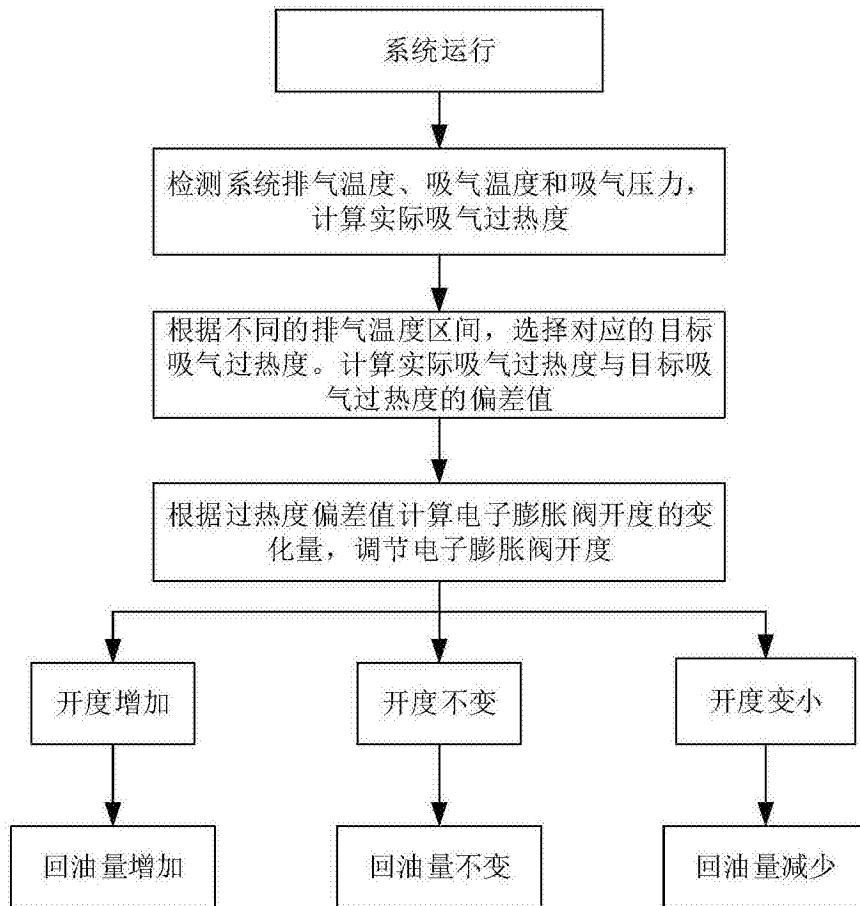 系统运行
检测系统排气温度、吸气温度和吸气压力，
计算实际吸气过热度
根据不同的排气温度区间，选择对应的目标
吸气过热度。计算实际吸气过热度与目标吸
气过热度的偏差值
根据过热度偏差值计算电子膨胀阀开度的变
化量，调节电子膨胀阀开度
开度增加
开度不变
开度变小
回油量增加
回油量不变
回油量减少